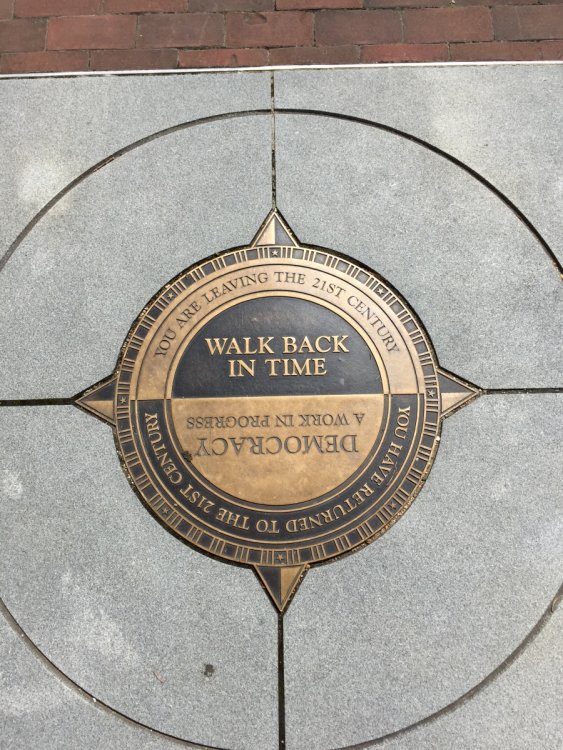 YOU ARE LEAVING THE 21ST CENTURY
WALK BACK
IN TIME
DEMOCRACY
A WORK IN PROGRESS
YOU HAVE RETURNED TO THE 21ST CENTURY